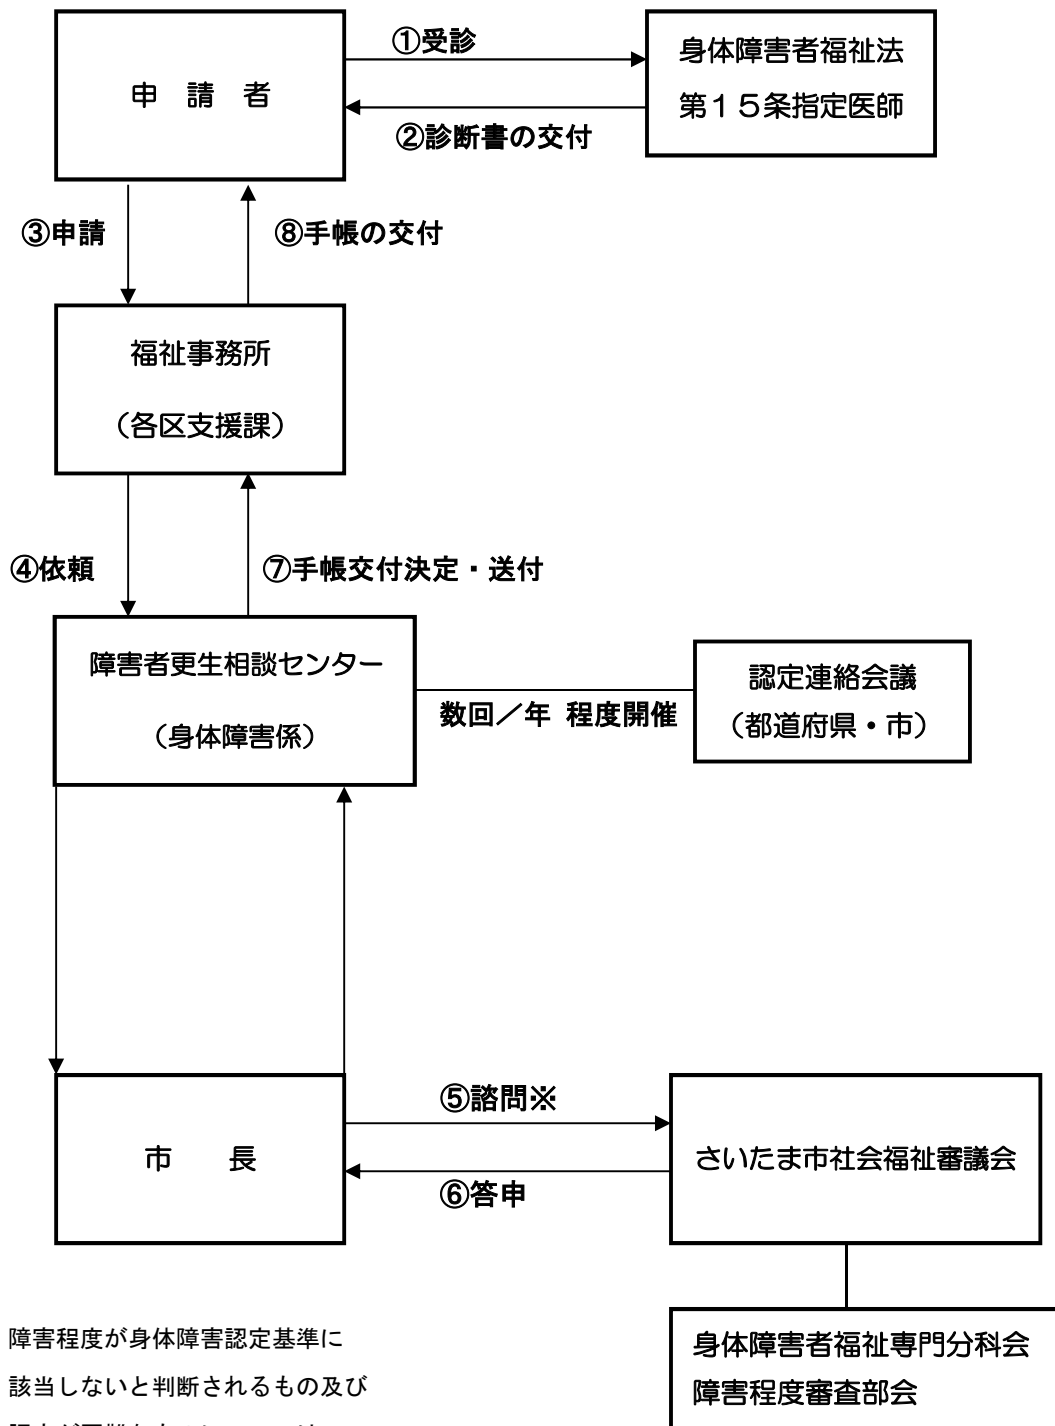 ①受診
身体障害者福祉法
申　請　者
第１５条指定医師
②診断書の交付
③申請
⑧手帳の交付
福祉事務所
（各区支援課）
④依頼
⑦手帳交付決定・送付
障害者更生相談センター
（身体障害係）
認定連絡会議
（都道府県・市）
数回／年 程度開催
⑤諮問※
市　　長
さいたま市社会福祉審議会
⑥答申
障害程度が身体障害認定基準に
該当しないと判断されるもの及び
身体障害者福祉専門分科会
障害程度審査部会